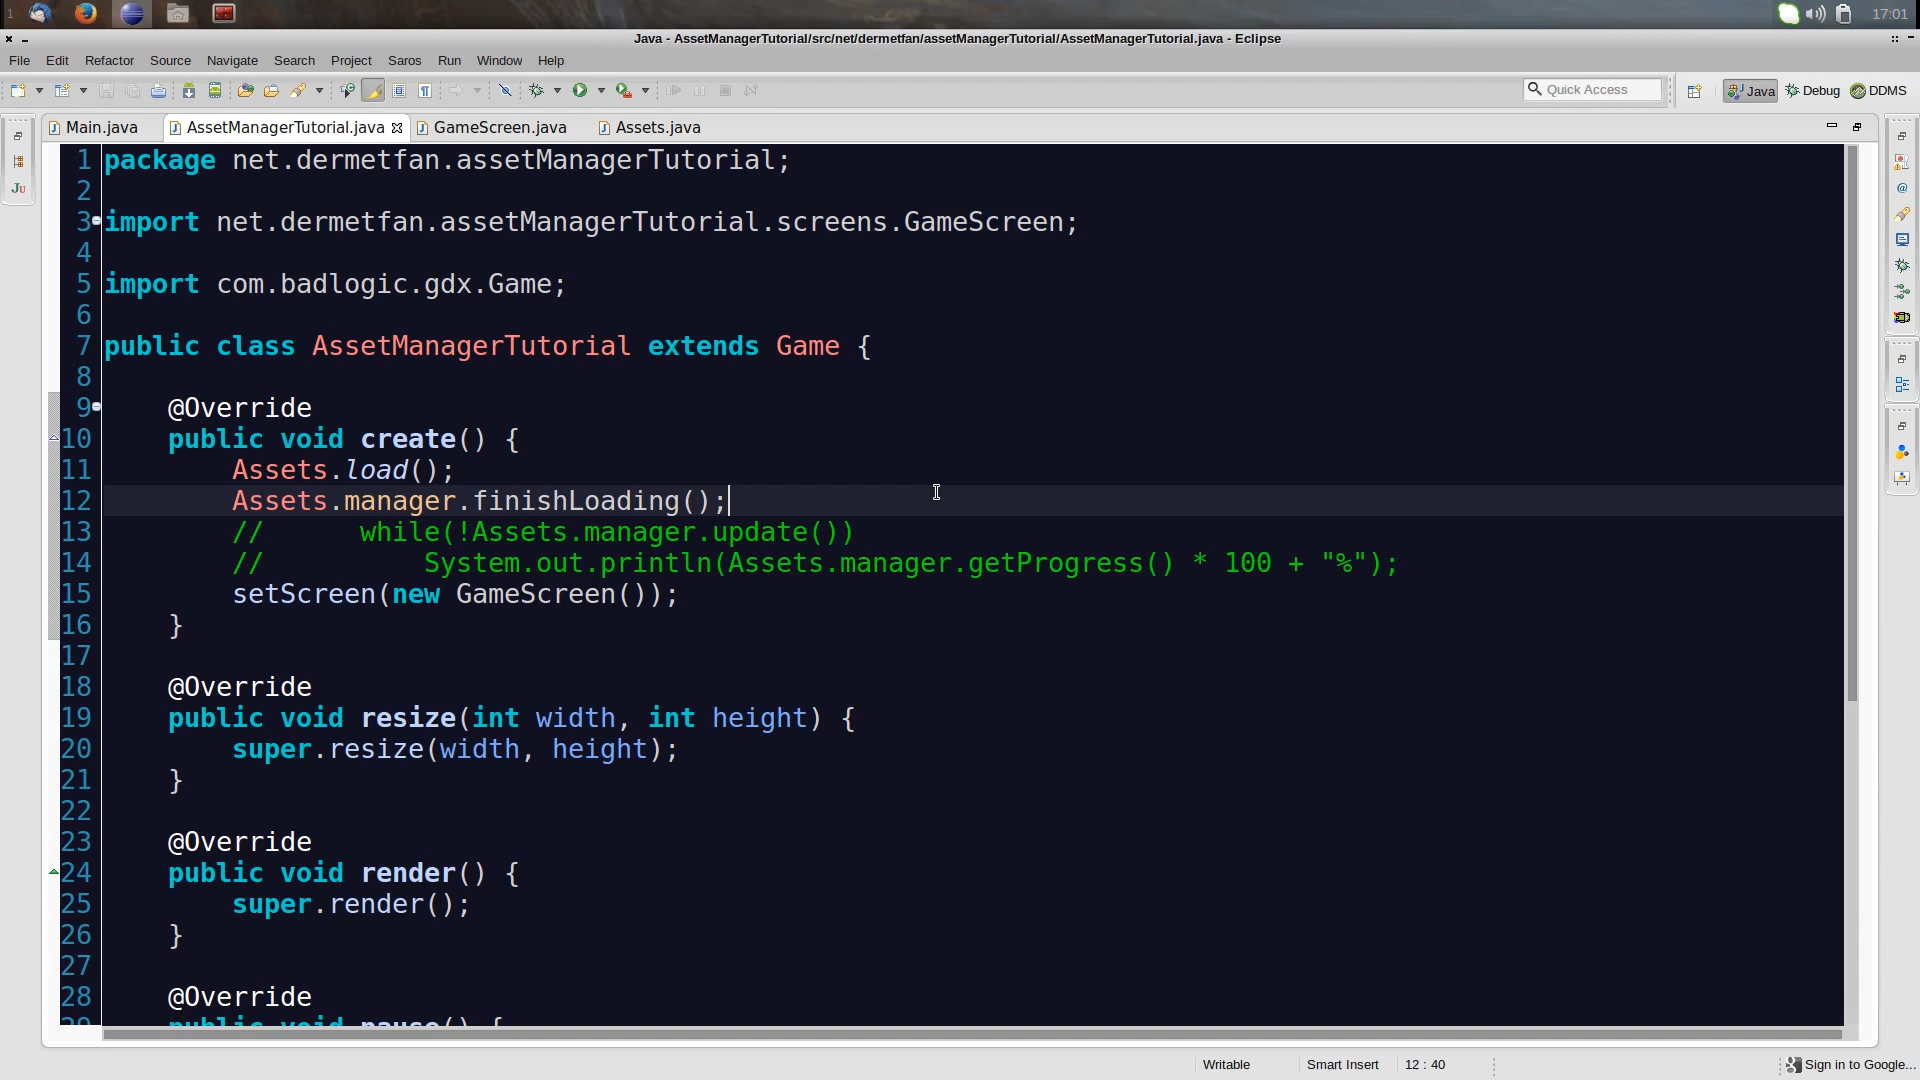 1
17:01
Java - AssetManagerTutorial/src/net/dermetfan/assetManagerTutorial/AssetManagerTutorial.java - Eclipse
File Edit Refactor Source Navigate Search Project Saros Run Window Help
Quick Access
Java Debug DDMS
Main.java AssetManagerTutorial.java GameScreen.java Assets.java
1 package net.dermetfan.assetManagerTutorial;
2
3 import net.dermetfan.assetManagerTutorial.screens.GameScreen;
4
5 import com.badlogic.gdx.Game;
6
7 public class AssetManagerTutorial extends Game {
8
9 @Override
10 public void create() {
11 Assets.load();
12 Assets.manager.finishLoading();
13 // while(!Assets.manager.update())
14 // System.out.println(Assets.manager.getProgress() * 100 + "%");
15 setScreen(new GameScreen());
16 }
17
18 @Override
19 public void resize(int width, int height) {
20 super.resize(width, height);
21 }
22
23 @Override
24 public void render() {
25 super.render();
26 }
27
28 @Override
29 public void pause() {
Writable Smart Insert 12 : 40 Sign in to Google...